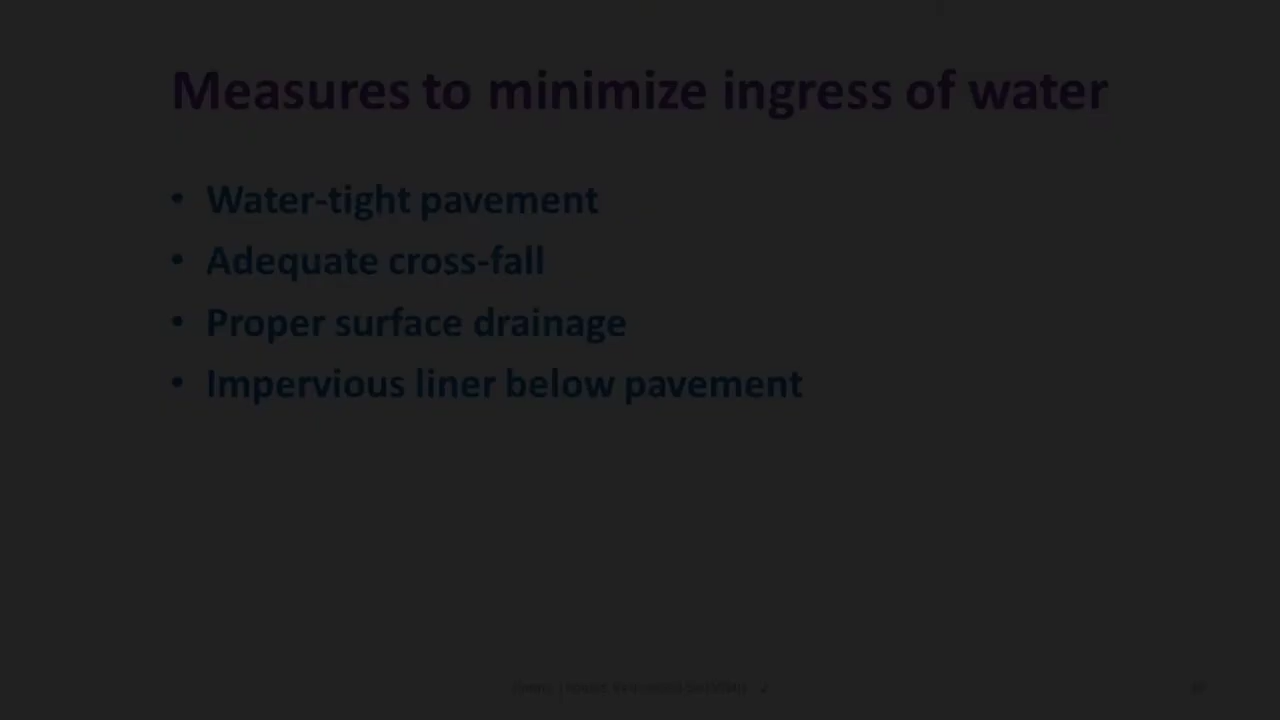 Measures to minimize ingress of water
• Water-tight pavement
• Adequate cross-fall
• Proper surface drainage
• Impervious liner below pavement